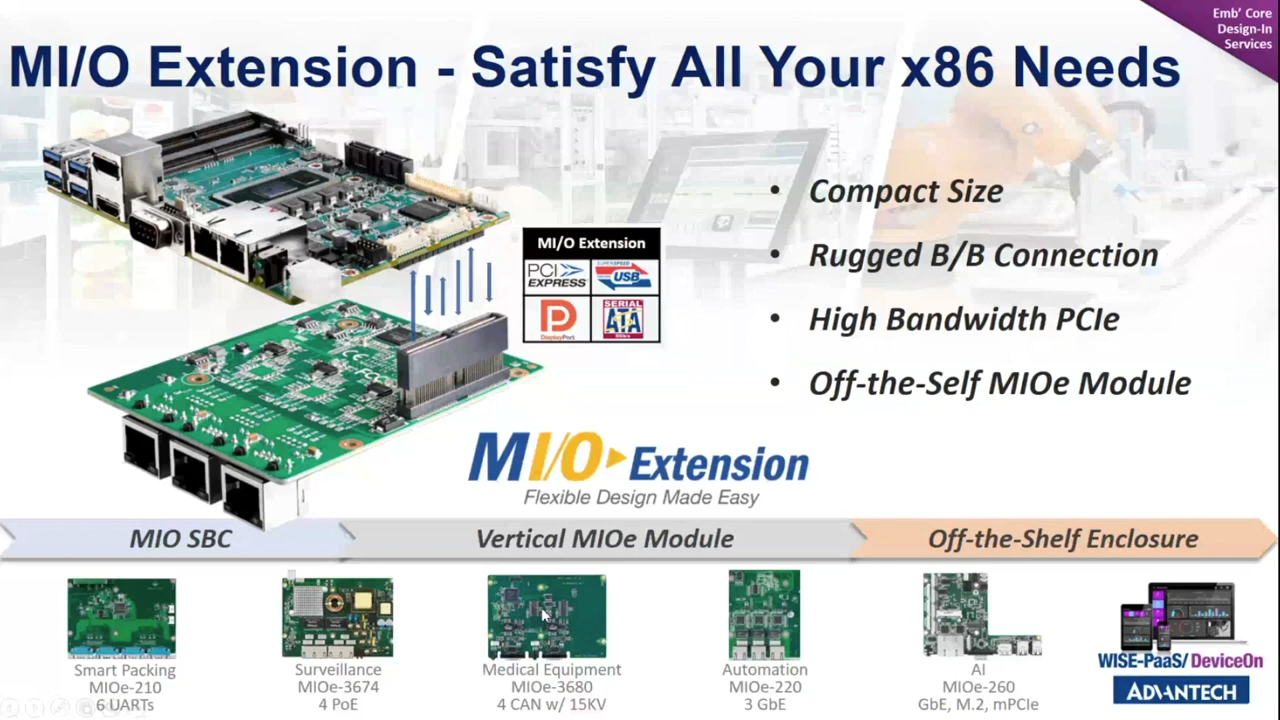 Emb' Core
Design-In
Services
MI/O Extension - Satisfy All Your x86 Needs
• Compact Size
• Rugged B/B Connection
• High Bandwidth PCIe
• Off-the-Self MIOe Module
MI/O Extension
PCI
EXPRESS
SUPERSPEED
USB
DisplayPort
SERIAL
ATA
CE
FCC
MI/O Extension
Flexible Design Made Easy
MIO SBC
Vertical MIOe Module
Off-the-Shelf Enclosure
Smart Packing
MIOe-210
6 UARTs
Surveillance
MIOe-3674
4 PoE
Medical Equipment
MIOe-3680
4 CAN w/ 15KV
Automation
MIOe-220
3 GbE
AI
MIOe-260
GbE, M.2, mPCIe
WISE-PaaS/DeviceOn
ADVANTECH